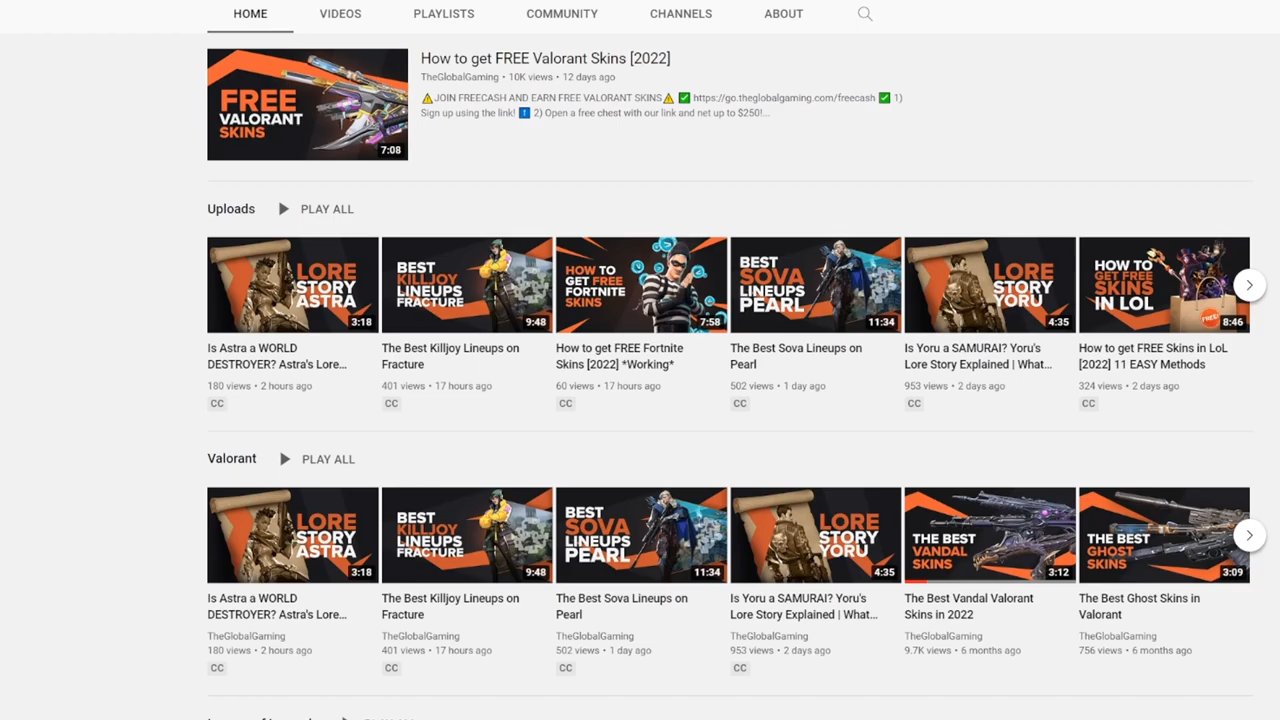 HOME VIDEOS PLAYLISTS COMMUNITY CHANNELS ABOUT
FREE
VALORANT
SKINS
7:08
How to get FREE Valorant Skins [2022]
TheGlobalGaming • 10K views • 12 days ago
⚠️JOIN FREECASH AND EARN FREE VALORANT SKINS⚠️ ✅ https://go.theglobalgaming.com/freecash ✅ 1)
Sign up using the link! ⬆️ 2) Open a free chest with our link and net up to $250!...
Uploads PLAY ALL
LORE
STORY
ASTRA
3:18
BEST
KILLJOY
LINEUPS
FRACTURE
9:48
HOW TO
GET FREE
FORTNITE
SKINS
7:58
BEST
SOVA
LINEUPS
PEARL
11:34
LORE
STORY
YORU
4:35
HOW TO
GET FREE
SKINS
IN LOL
FREE!
8:46
Is Astra a WORLD
DESTROYER? Astra's Lore...
180 views • 2 hours ago
CC
The Best Killjoy Lineups on
Fracture
401 views • 17 hours ago
CC
How to get FREE Fortnite
Skins [2022] *Working*
60 views • 17 hours ago
CC
The Best Sova Lineups on
Pearl
502 views • 1 day ago
CC
Is Yoru a SAMURAI? Yoru's
Lore Story Explained | What...
953 views • 2 days ago
CC
How to get FREE Skins in LoL
[2022] 11 EASY Methods
324 views • 2 days ago
CC
Valorant PLAY ALL
LORE
STORY
ASTRA
3:18
BEST
KILLJOY
LINEUPS
FRACTURE
9:48
BEST
SOVA
LINEUPS
PEARL
11:34
LORE
STORY
YORU
4:35
THE BEST
VANDAL
SKINS
3:12
THE BEST
GHOST
SKINS
3:09
Is Astra a WORLD
DESTROYER? Astra's Lore...
TheGlobalGaming
180 views • 2 hours ago
CC
The Best Killjoy Lineups on
Fracture
TheGlobalGaming
401 views • 17 hours ago
CC
The Best Sova Lineups on
Pearl
TheGlobalGaming
502 views • 1 day ago
CC
Is Yoru a SAMURAI? Yoru's
Lore Story Explained | What...
TheGlobalGaming
953 views • 2 days ago
CC
The Best Vandal Valorant
Skins in 2022
TheGlobalGaming
9.7K views • 6 months ago
The Best Ghost Skins in
Valorant
TheGlobalGaming
756 views • 6 months ago